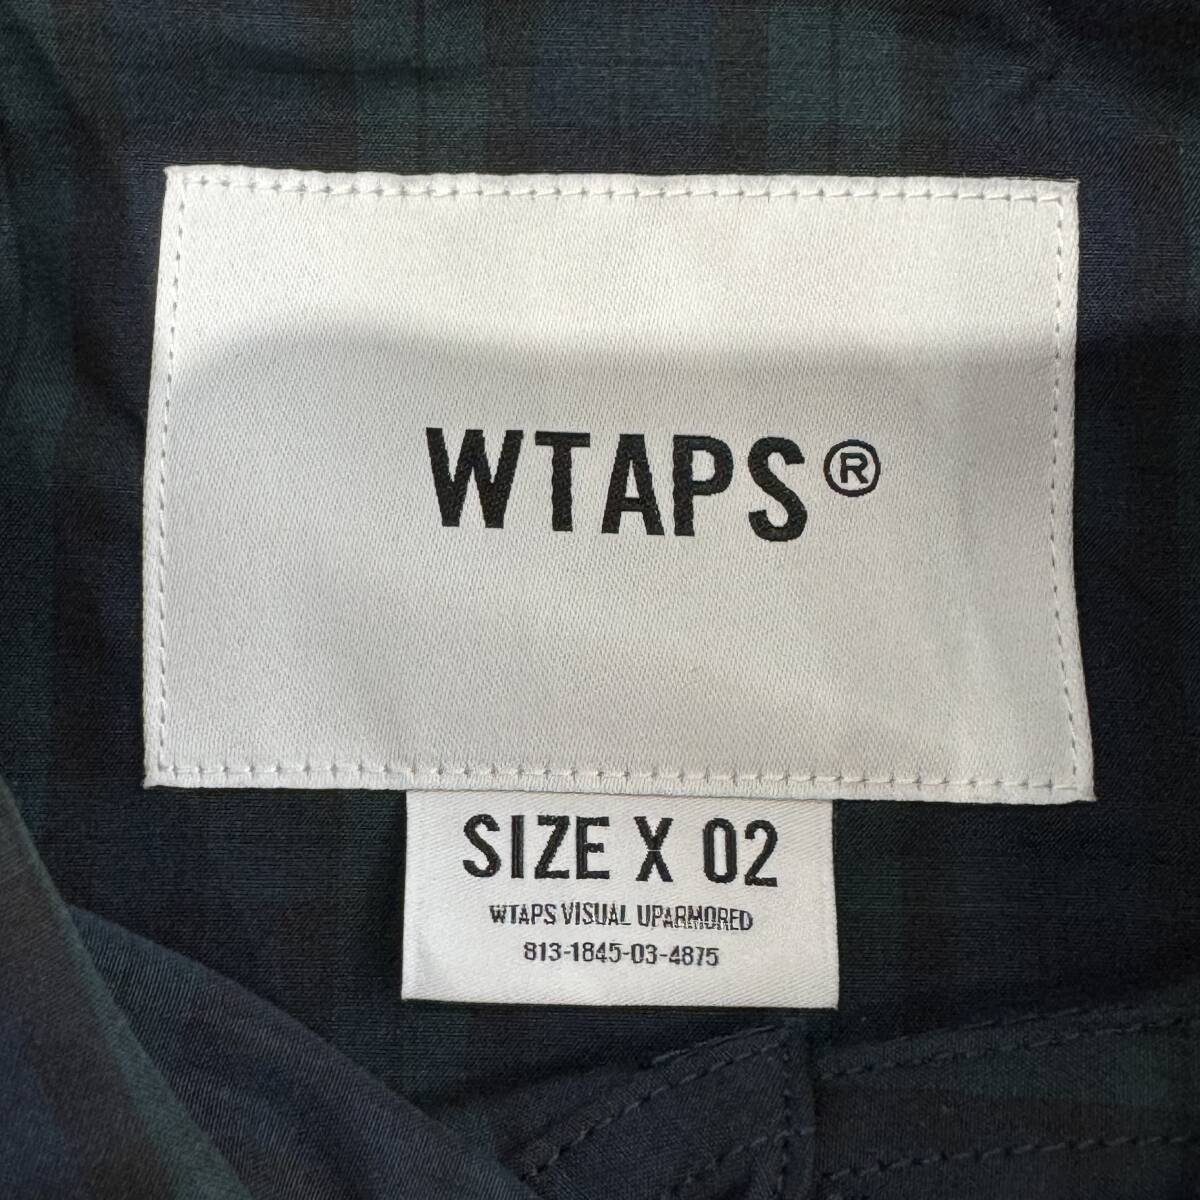 WTAPS®
SIZE X 02
WTAPS VISUAL UPARMORED
813-1845-03-4875